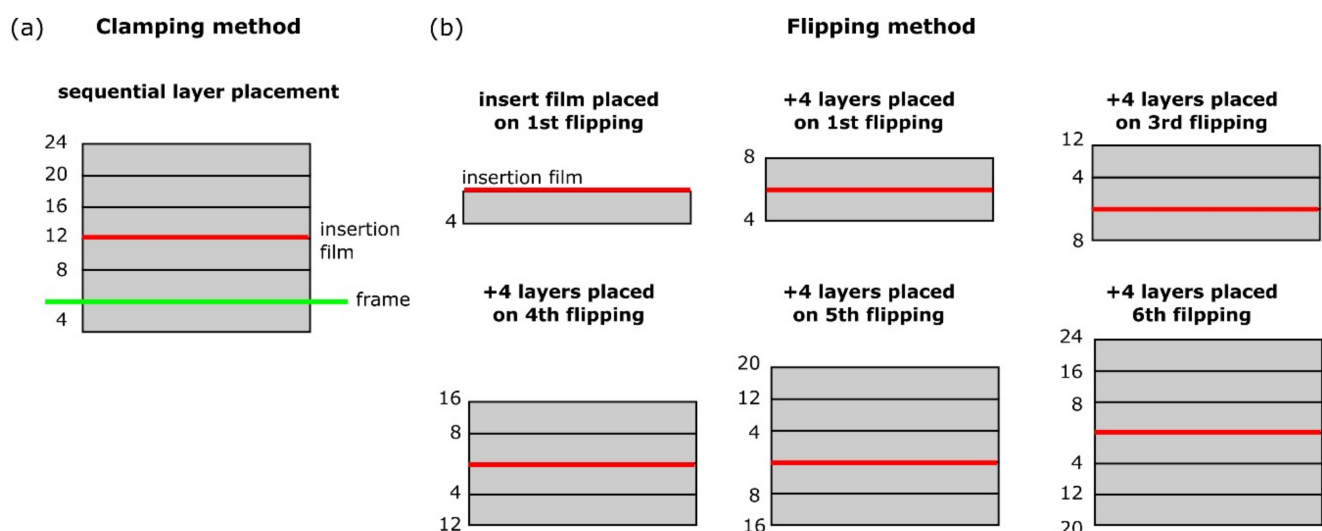 (a)
Clamping method
sequential layer placement
24
20
16
12
8
4
insertion
film
frame
(b)
Flipping method
insert film placed
on 1st flipping
insertion film
4
+4 layers placed
on 1st flipping
8
4
+4 layers placed
on 3rd flipping
12
4
8
+4 layers placed
on 4th flipping
16
8
4
12
+4 layers placed
on 5th flipping
20
12
4
8
16
+4 layers placed
6th filpping
24
16
8
4
12
20